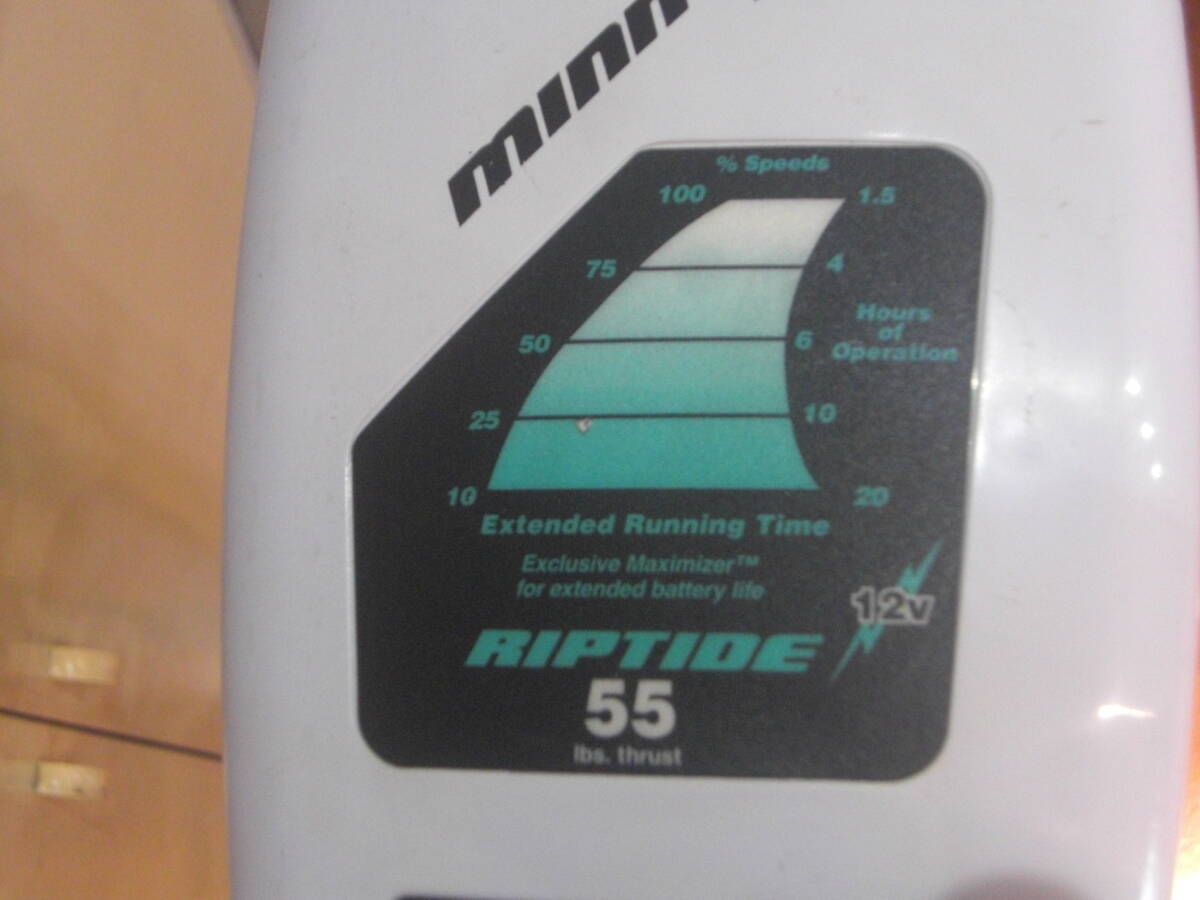 minn
% Speeds
100 1.5
75 4
50 6
25 10
10 20
Hours
of
Operation
Extended Running Time
Exclusive Maximizer™
for extended battery life
12v
RIPTIDE
55
lbs. thrust